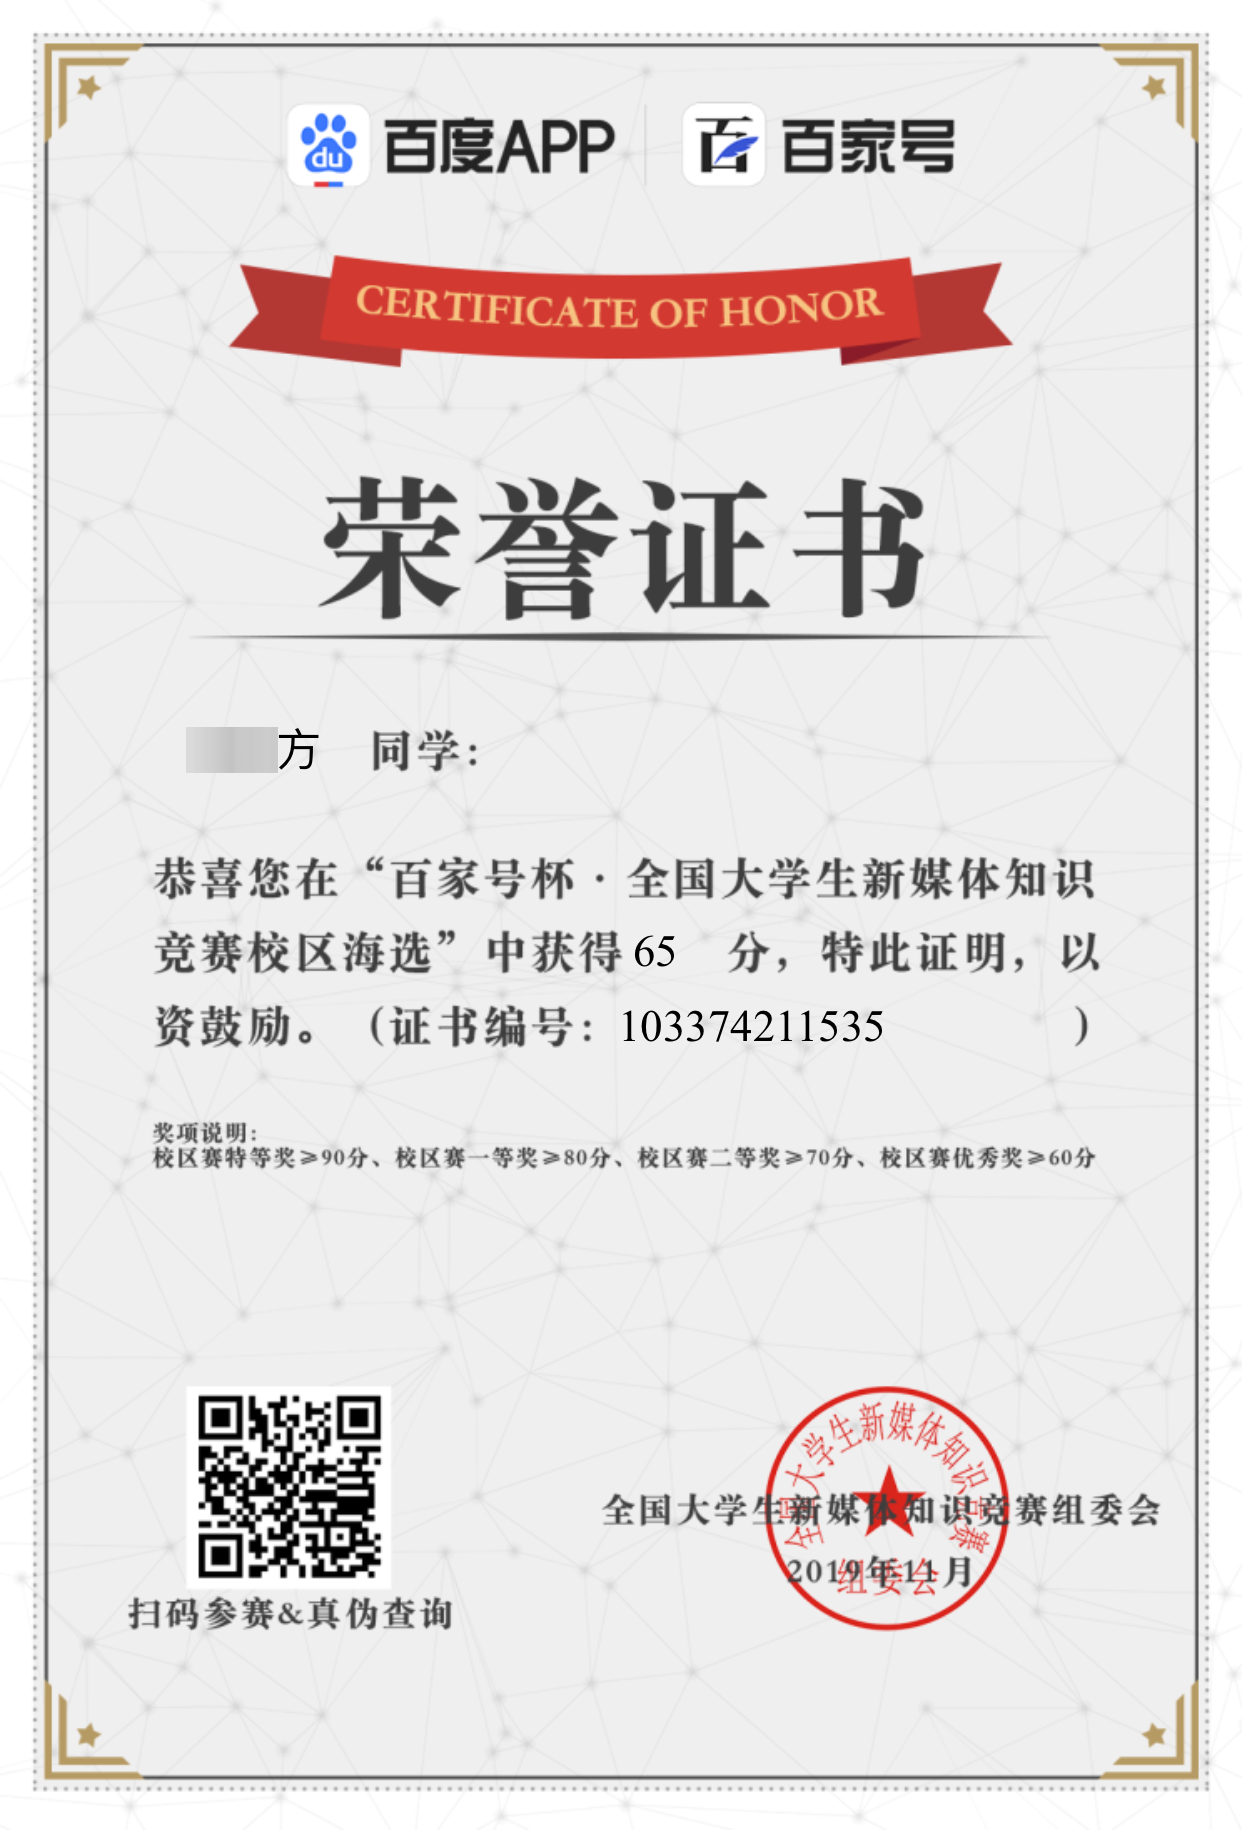 du 百度APP 百 百家号
CERTIFICATE OF HONOR
荣誉证书
方 同学：
恭喜您在“百家号杯·全国大学生新媒体知识
竞赛校区海选”中获得 65 分，特此证明，以
资鼓励。（证书编号：103374211535）
奖项说明：
校区赛特等奖≥90分、校区赛一等奖≥80分、校区赛二等奖≥70分、校区赛优秀奖≥60分
全国大学生新媒体知识竞赛
组委会
全国大学生新媒体知识竞赛组委会
2019年11月
扫码参赛&真伪查询